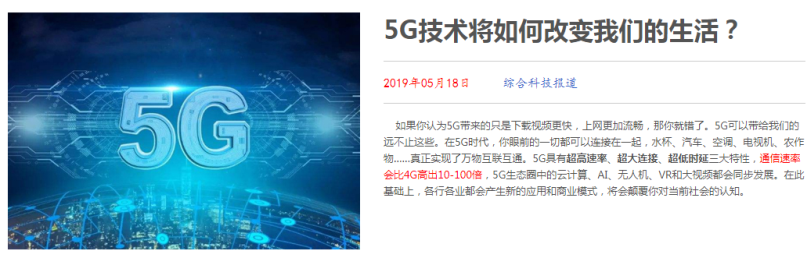 5G
5G技术将如何改变我们的生活？
2019年05月18日 综合科技报道
如果你认为5G带来的只是下载视频更快，上网更加流畅，那你就错了。5G可以带给我们的
远不止这些。在5G时代，你眼前的一切都可以连接在一起，水杯、汽车、空调、电视机、农作
物......真正实现了万物互联互通。5G具有超高速率、超大连接、超低时延三大特性，通信速率
会比4G高出10-100倍，5G生态圈中的云计算、AI、无人机、VR和大视频都会同步发展。在此
基础上，各行各业都会产生新的应用和商业模式，将会颠覆你对当前社会的认知。